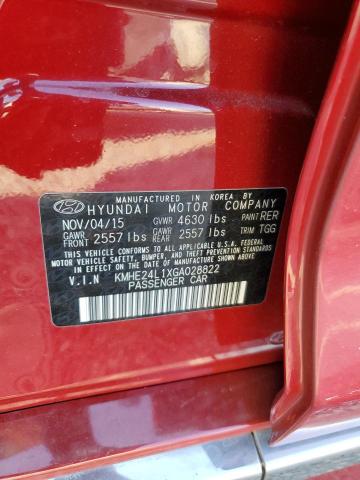 MANUFACTURED IN KOREA BY
HYUNDAI MOTOR COMPANY
NOV/04/15 GVWR 4630 lbs PAINT RER
GAWR FRONT 2557 lbs GAWR REAR 2557 lbs TRIM TGG
THIS VEHICLE CONFORMS TO ALL APPLICABLE U.S.A. FEDERAL
MOTOR VEHICLE SAFETY, BUMPER, AND THEFT PREVENTION
STANDARDS IN EFFECT ON THE DATE OF MANUFACTURE SHOWN ABOVE.
V.I.N KMHE24L1XGA028822
PASSENGER CAR